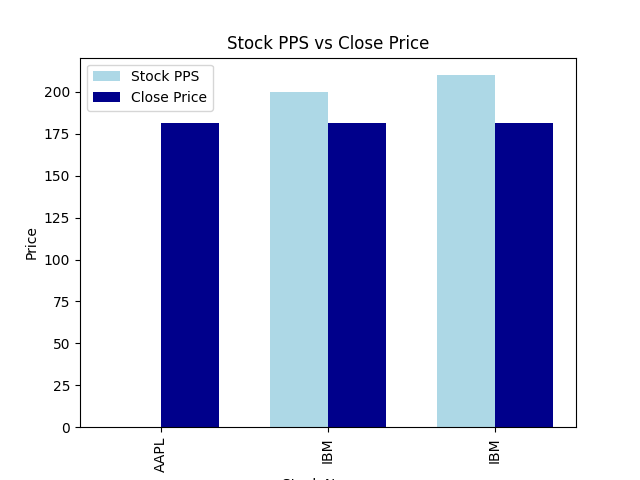 Stock PPS vs Close Price
Stock PPS
Close Price
200
175
150
125
100
75
50
25
0
Price
AAPL
IBM
IBM